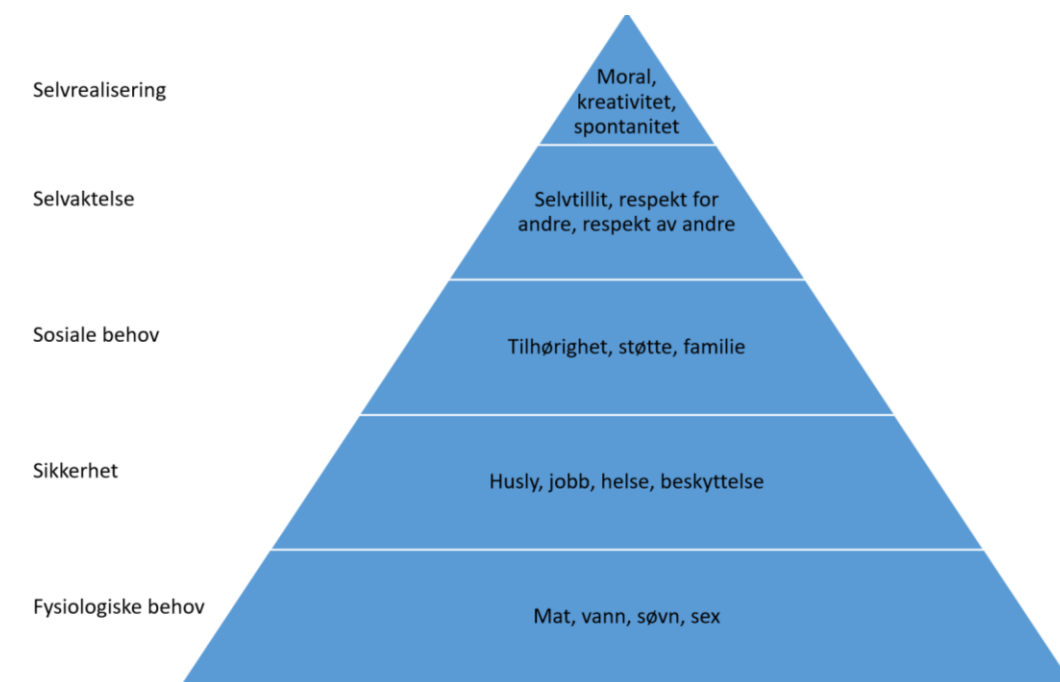 Selvrealisering
Moral,
kreativitet,
spontanitet
Selvaktelse
Selvtillit, respekt for
andre, respekt av andre
Sosiale behov
Tilhørighet, støtte, familie
Sikkerhet
Husly, jobb, helse, beskyttelse
Fysiologiske behov
Mat, vann, søvn, sex